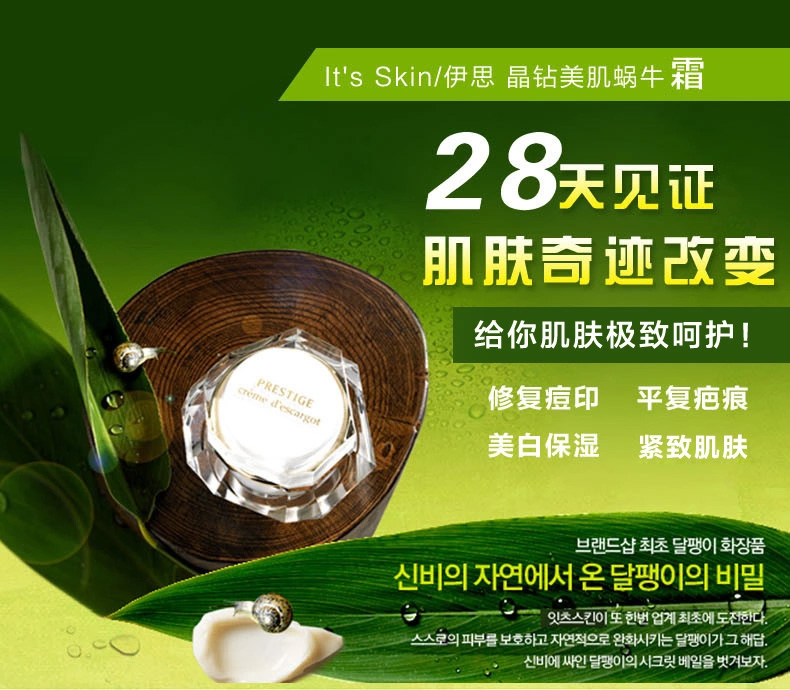 It's Skin/伊思 晶钻美肌蜗牛霜
28天见证
肌肤奇迹改变
给你肌肤极致呵护!
修复痘印 平复疤痕
美白保湿 紧致肌肤
PRESTIGE
crème d'escargot
브랜드샵 최초 달팽이 화장품
신비의 자연에서 온 달팽이의 비밀
잇츠스킨이 또 한번 업계 최초에 도전한다.
스스로의 피부를 보호하고 자연적으로 완화시키는 달팽이가 그 해답.
신비에 싸인 달팽이의 시크릿 베일을 벗겨보자.